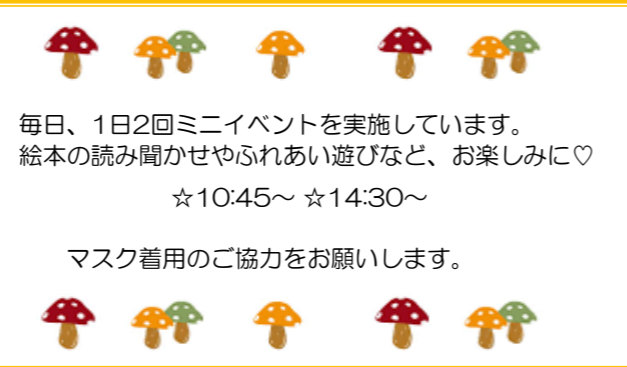 毎日、1日2回ミニイベントを実施しています。
絵本の読み聞かせやふれあい遊びなど、お楽しみに♡
☆10:45～ ☆14:30～
マスク着用のご協力をお願いします。